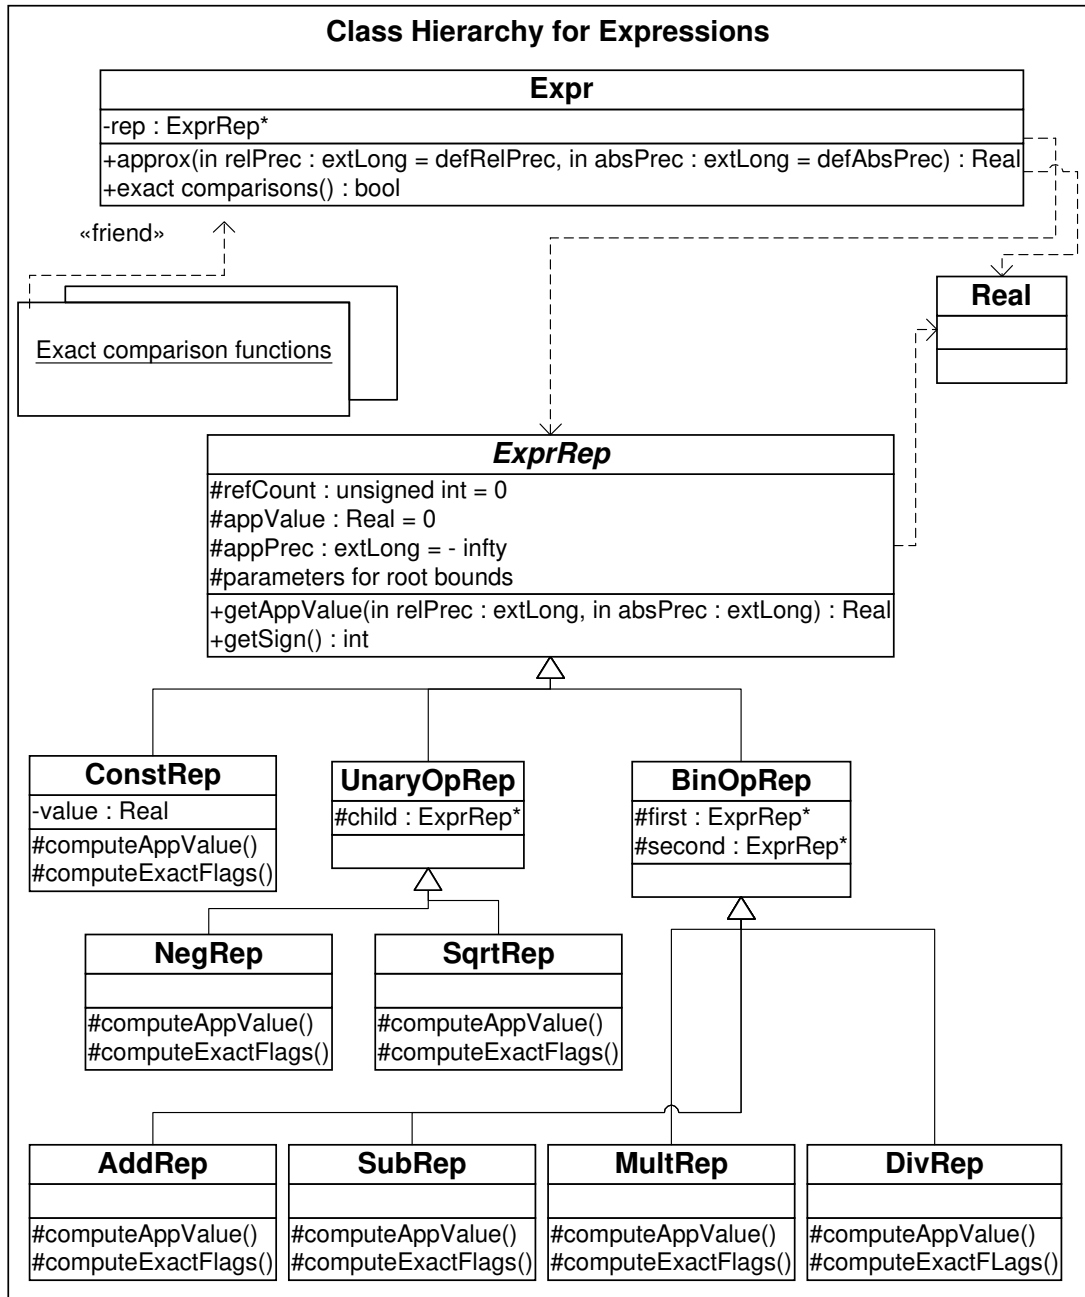 Class Hierarchy for Expressions
Expr
-rep : ExprRep*
+approx(in relPrec : extLong = defRelPrec, in absPrec : extLong = defAbsPrec) : Real
+exact comparisons() : bool
«friend»
Real
Exact comparison functions
ExprRep
#refCount : unsigned int = 0
#appValue : Real = 0
#appPrec : extLong = - infty
#parameters for root bounds
+getAppValue(in relPrec : extLong, in absPrec : extLong) : Real
+getSign() : int
ConstRep
-value : Real
#computeAppValue()
#computeExactFlags()
UnaryOpRep
#child : ExprRep*
BinOpRep
#first : ExprRep*
#second : ExprRep*
NegRep
#computeAppValue()
#computeExactFlags()
SqrtRep
#computeAppValue()
#computeExactFlags()
AddRep
#computeAppValue()
#computeExactFlags()
SubRep
#computeAppValue()
#computeExactFlags()
MultRep
#computeAppValue()
#computeExactFlags()
DivRep
#computeAppValue()
#computeExactFLags()